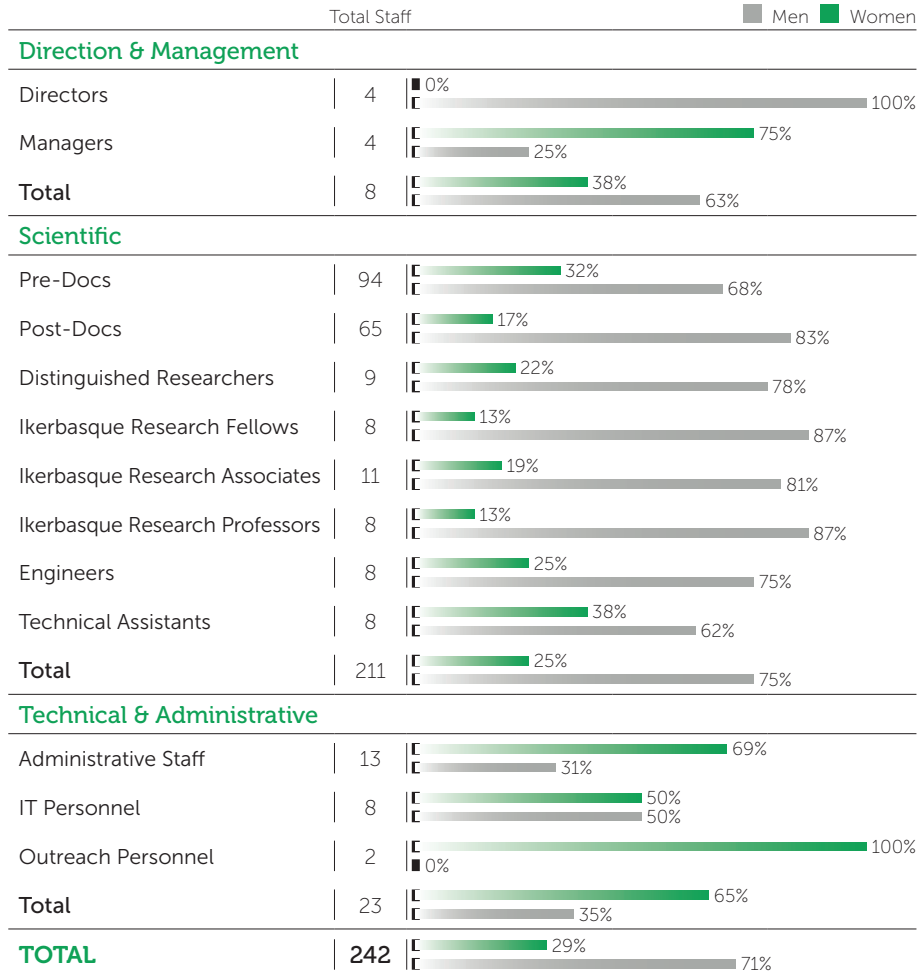 Total Staff Men Women
Direction & Management
Directors 4 0% 100%
Managers 4 75% 25%
Total 8 38% 63%
Scientific
Pre-Docs 94 32% 68%
Post-Docs 65 17% 83%
Distinguished Researchers 9 22% 78%
Ikerbasque Research Fellows 8 13% 87%
Ikerbasque Research Associates 11 19% 81%
Ikerbasque Research Professors 8 13% 87%
Engineers 8 25% 75%
Technical Assistants 8 38% 62%
Total 211 25% 75%
Technical & Administrative
Administrative Staff 13 69% 31%
IT Personnel 8 50% 50%
Outreach Personnel 2 100% 0%
Total 23 65% 35%
TOTAL 242 29% 71%